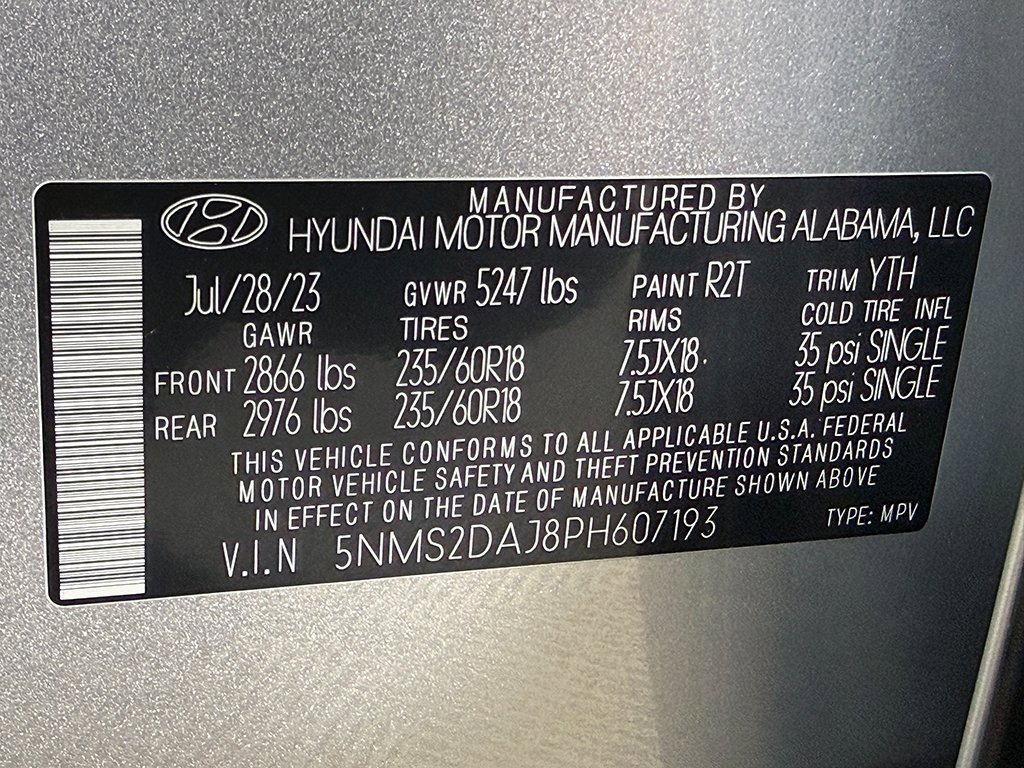 MANUFACTURED BY
HYUNDAI MOTOR MANUFACTURING ALABAMA, LLC
Jul/28/23 GVWR 5247 lbs PAINT R2T TRIM YTH
GAWR TIRES RIMS COLD TIRE INFL
FRONT 2866 lbs 235/60R18 7.5JX18 35 psi SINGLE
REAR 2976 lbs 235/60R18 7.5JX18 35 psi SINGLE
THIS VEHICLE CONFORMS TO ALL APPLICABLE U.S.A. FEDERAL
MOTOR VEHICLE SAFETY AND THEFT PREVENTION STANDARDS
IN EFFECT ON THE DATE OF MANUFACTURE SHOWN ABOVE
V.I.N 5NMS2DAJ8PH607193 TYPE: MPV